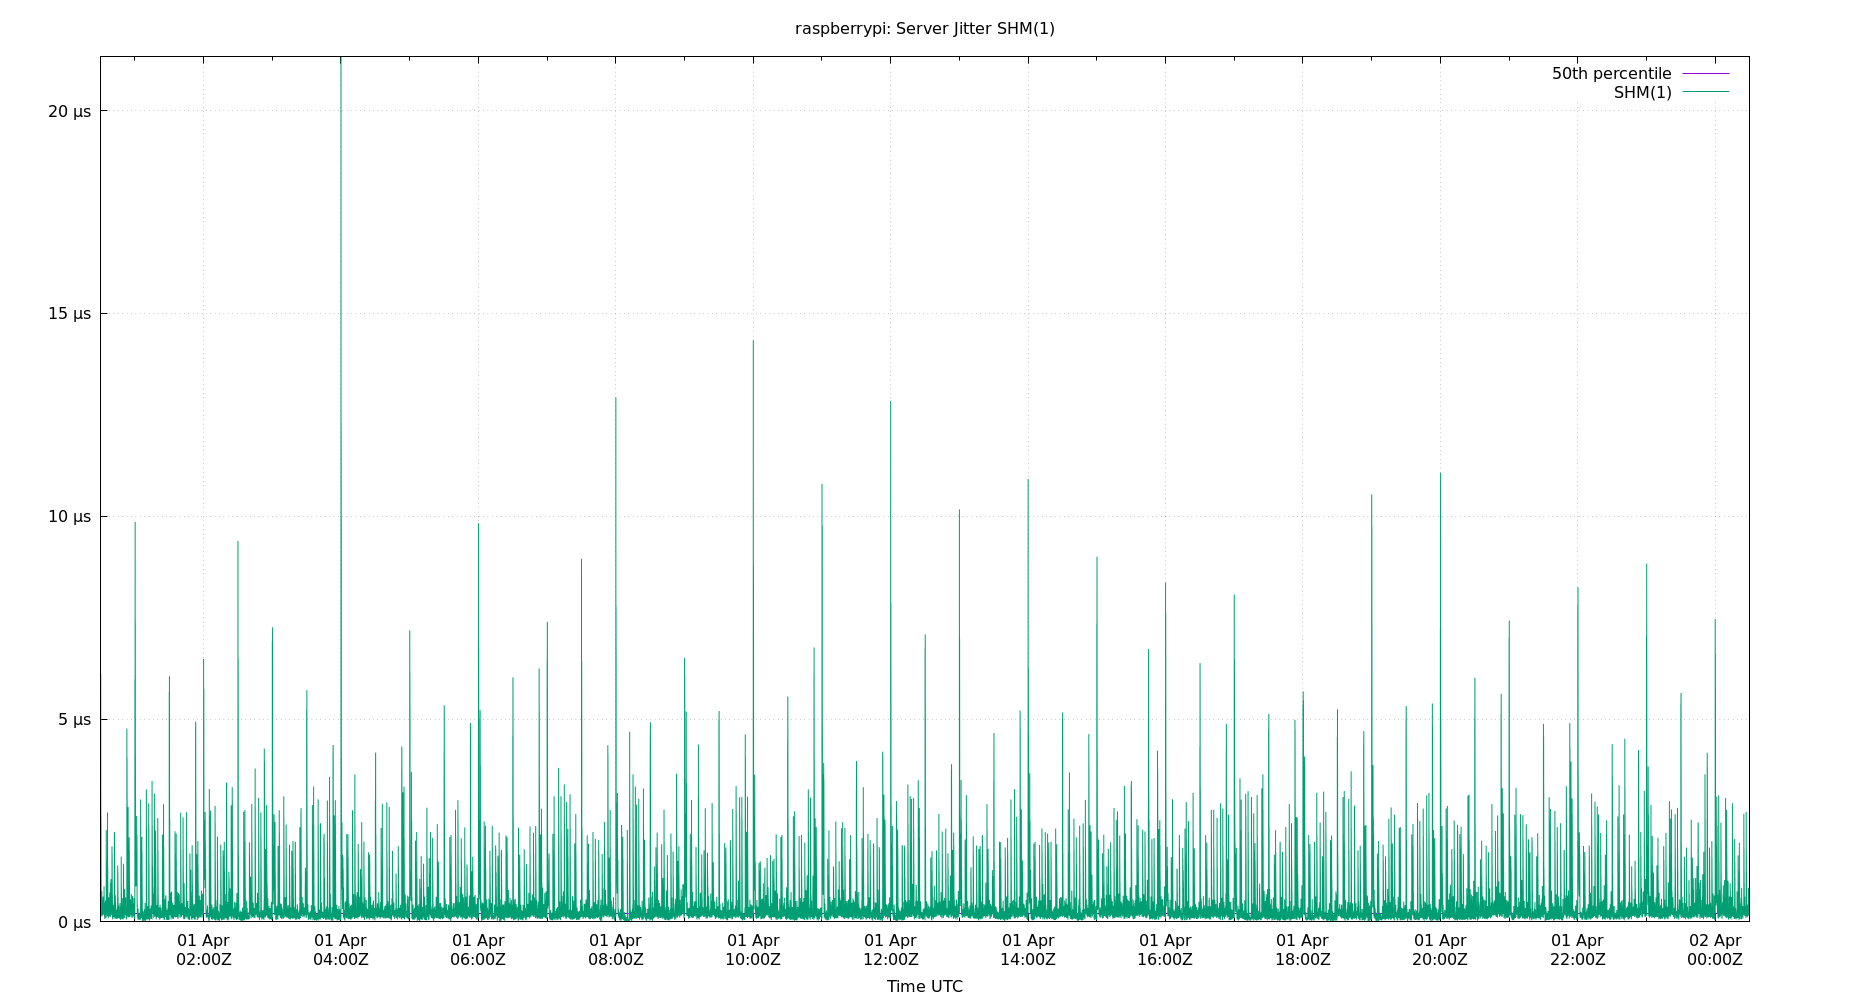 raspberrypi: Server Jitter SHM(1)
50th percentile
SHM(1)
20 µs
15 µs
10 µs
5 µs
0 µs
01 Apr 01 Apr 01 Apr 01 Apr 01 Apr 01 Apr 01 Apr 01 Apr 01 Apr 01 Apr 01 Apr 02 Apr
02:00Z 04:00Z 06:00Z 08:00Z 10:00Z 12:00Z 14:00Z 16:00Z 18:00Z 20:00Z 22:00Z 00:00Z
Time UTC